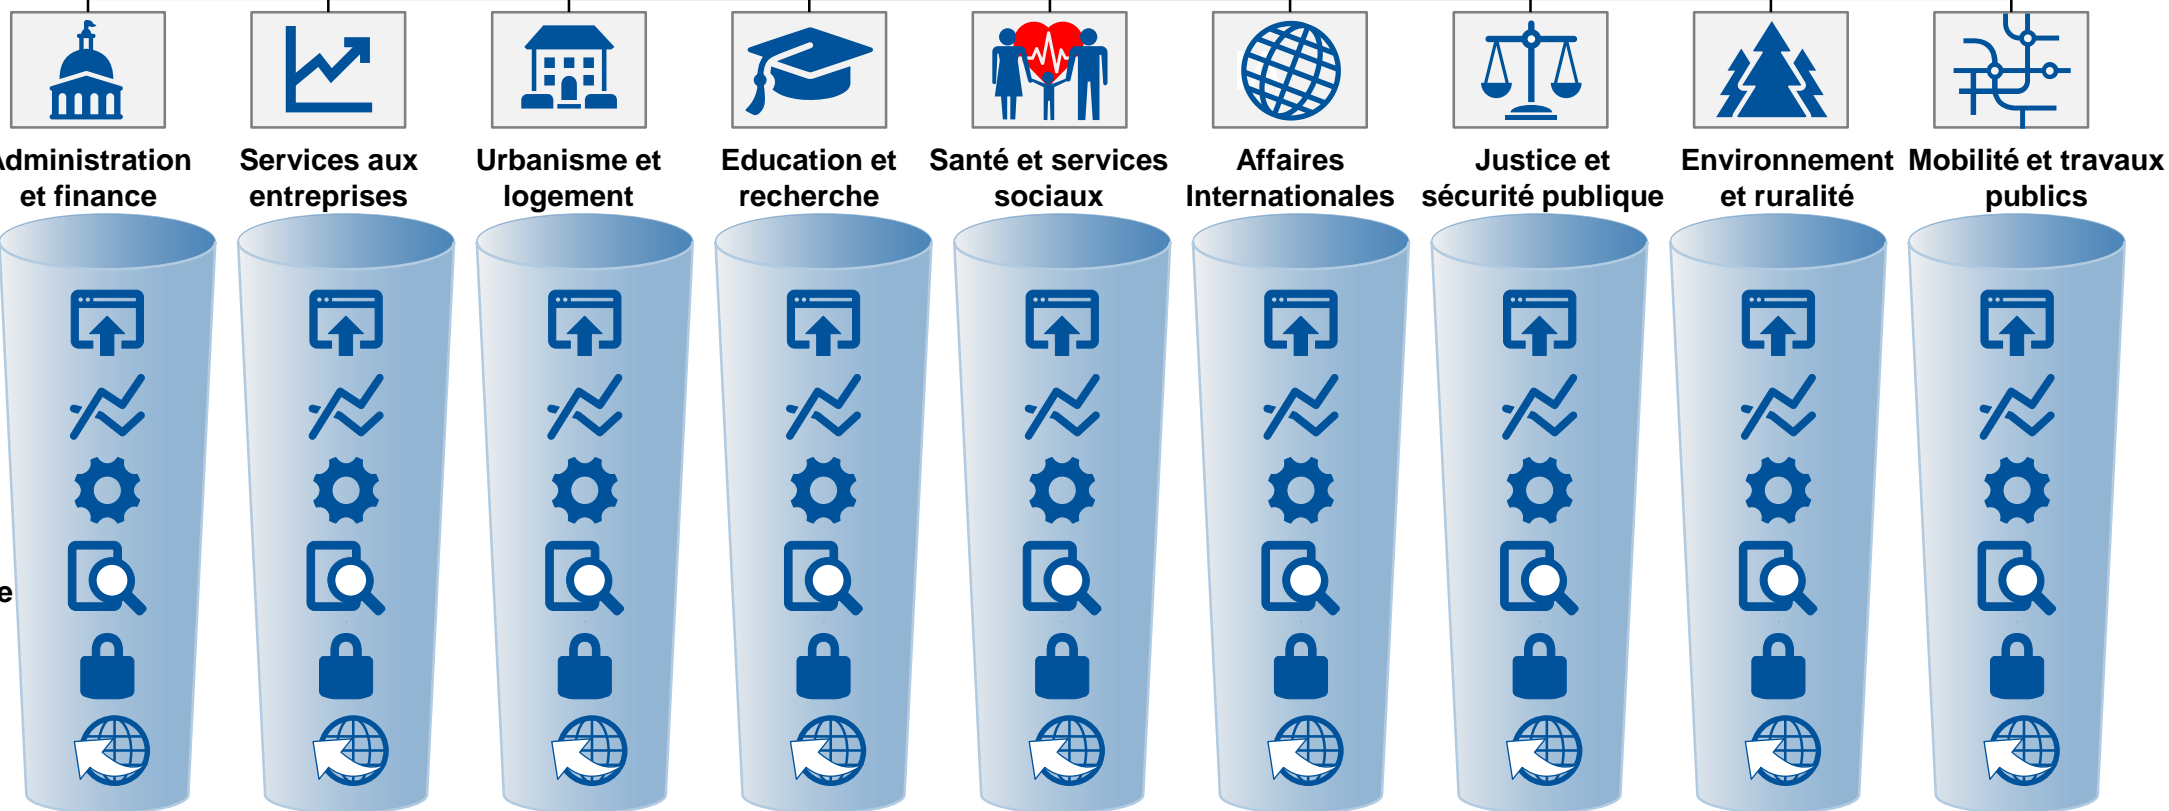 Administration
et finance
Services aux
entreprises
Urbanisme et
logement
Education et
recherche
Santé et services
sociaux
Affaires
Internationales
Justice et
sécurité publique
Environnement
et ruralité
Mobilité et travaux
publics
e